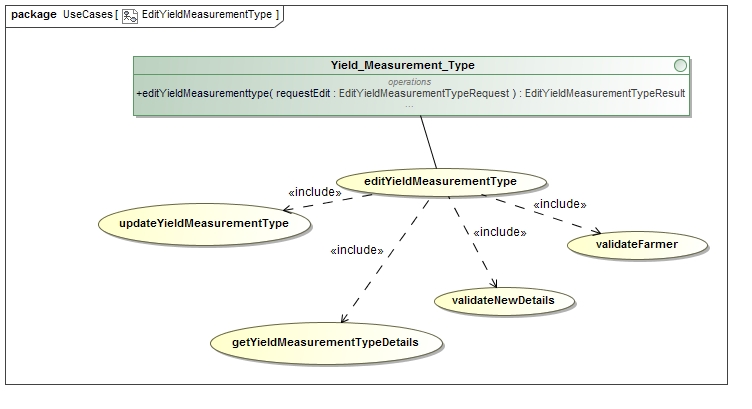 package UseCases [ EditYieldMeasurementType ]
Yield_Measurement_Type
operations
+editYieldMeasurementtype( requestEdit : EditYieldMeasurementTypeRequest ) : EditYieldMeasurementTypeResult
...
editYieldMeasurementType
«include»
«include»
«include»
«include»
updateYieldMeasurementType
validateFarmer
validateNewDetails
getYieldMeasurementTypeDetails